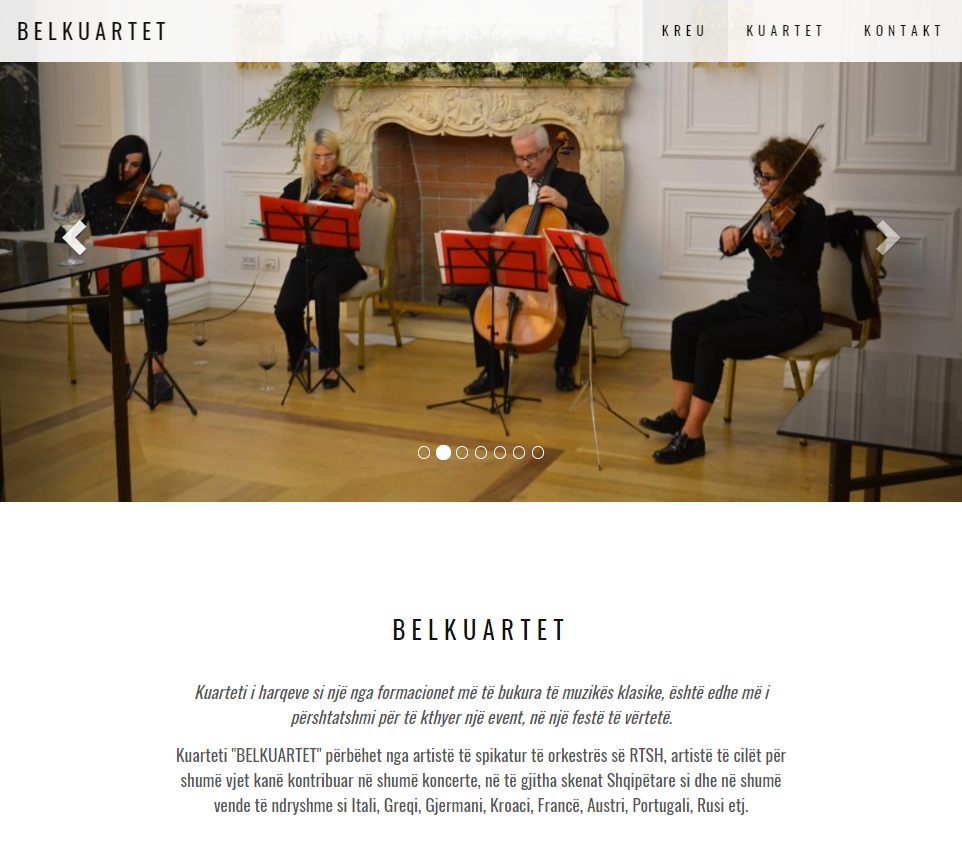 BELKUARTET
KREU
KUARTET
KONTAKT
BELKUARTET
Kuarteti i harqeve si një nga formacionet më të bukura të muzikës klasike, është edhe më i
përshtatshmi për të kthyer një event, në një festë të vërtetë.
Kuarteti "BELKUARTET" përbëhet nga artistë të spikatur të orkestrës së RTSH, artistë të cilët për
shumë vjet kanë kontribuar në shumë koncerte, në të gjitha skenat Shqipëtare si dhe në shumë
vende të ndryshme si Itali, Greqi, Gjermani, Kroaci, Francë, Austri, Portugali, Rusi etj.